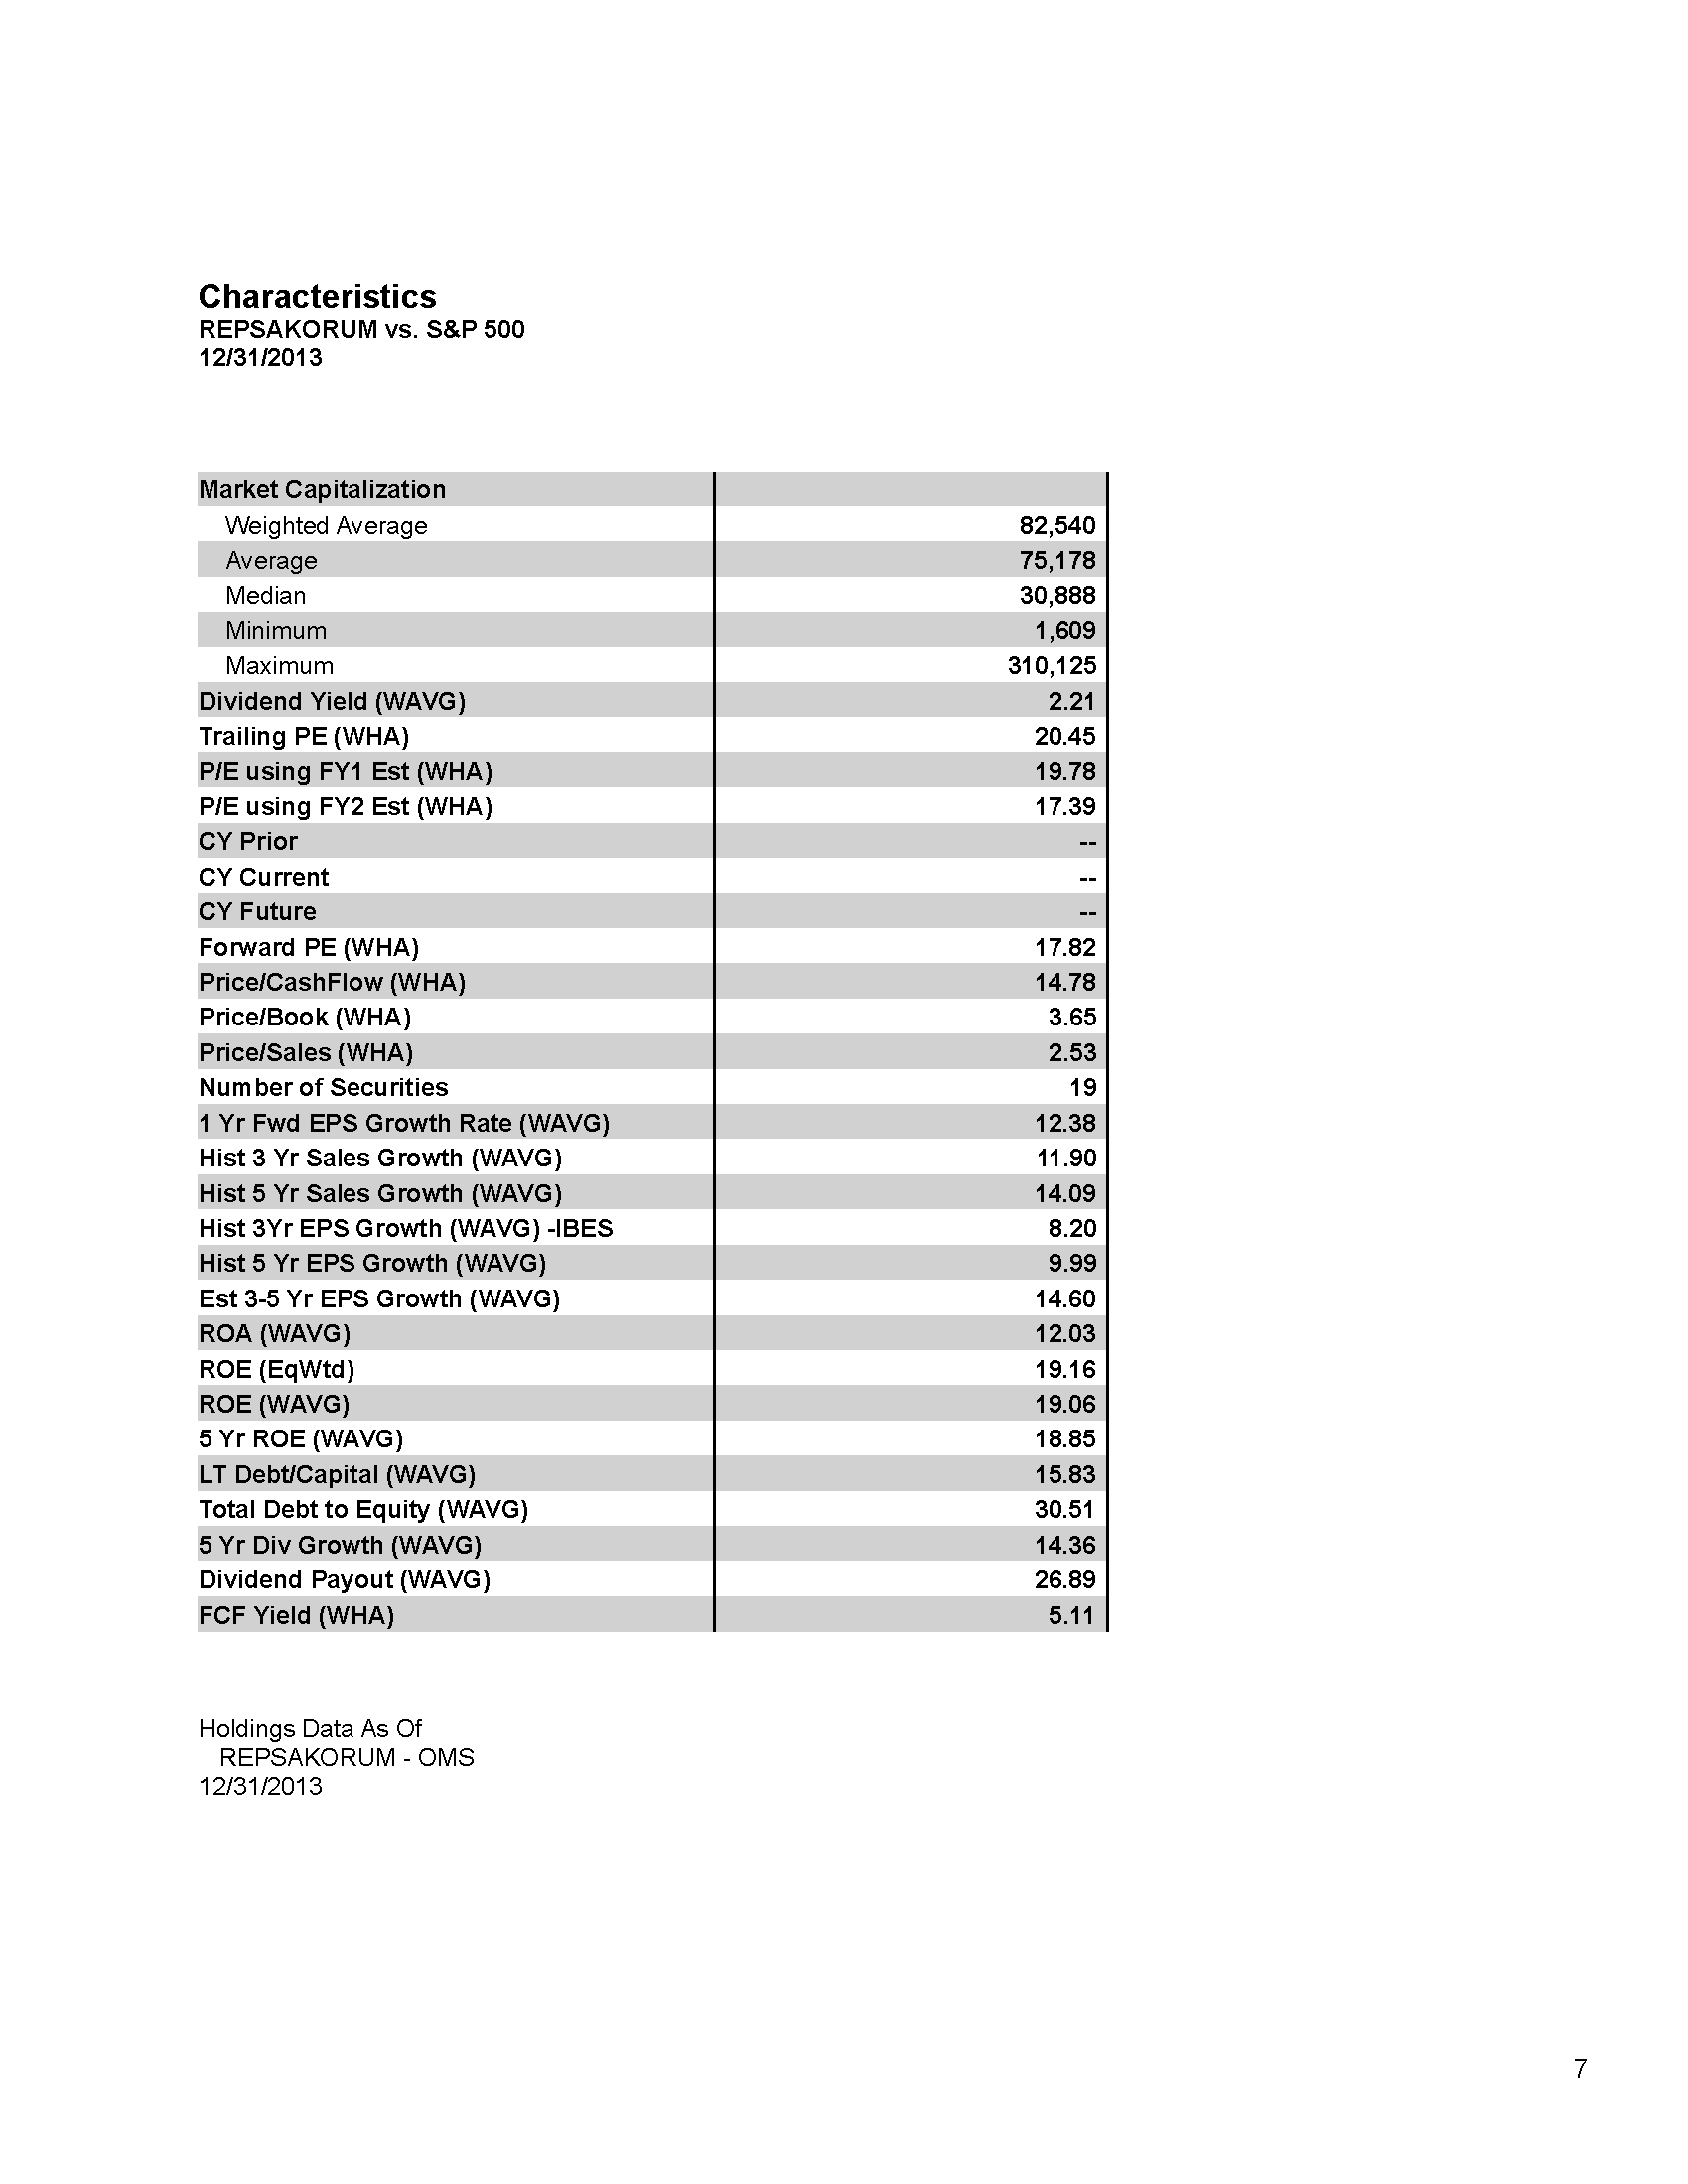 Characteristics
REPSAKORUM vs. S&P 500
12/31/2013
Market Capitalization
Weighted Average 82,540
Average 75,178
Median 30,888
Minimum 1,609
Maximum 310,125
Dividend Yield (WAVG) 2.21
Trailing PE (WHA) 20.45
P/E using FY1 Est (WHA) 19.78
P/E using FY2 Est (WHA) 17.39
CY Prior --
CY Current --
CY Future --
Forward PE (WHA) 17.82
Price/CashFlow (WHA) 14.78
Price/Book (WHA) 3.65
Price/Sales (WHA) 2.53
Number of Securities 19
1 Yr Fwd EPS Growth Rate (WAVG) 12.38
Hist 3 Yr Sales Growth (WAVG) 11.90
Hist 5 Yr Sales Growth (WAVG) 14.09
Hist 3Yr EPS Growth (WAVG) -IBES 8.20
Hist 5 Yr EPS Growth (WAVG) 9.99
Est 3-5 Yr EPS Growth (WAVG) 14.60
ROA (WAVG) 12.03
ROE (EqWtd) 19.16
ROE (WAVG) 19.06
5 Yr ROE (WAVG) 18.85
LT Debt/Capital (WAVG) 15.83
Total Debt to Equity (WAVG) 30.51
5 Yr Div Growth (WAVG) 14.36
Dividend Payout (WAVG) 26.89
FCF Yield (WHA) 5.11
Holdings Data As Of
REPSAKORUM - OMS
12/31/2013
7